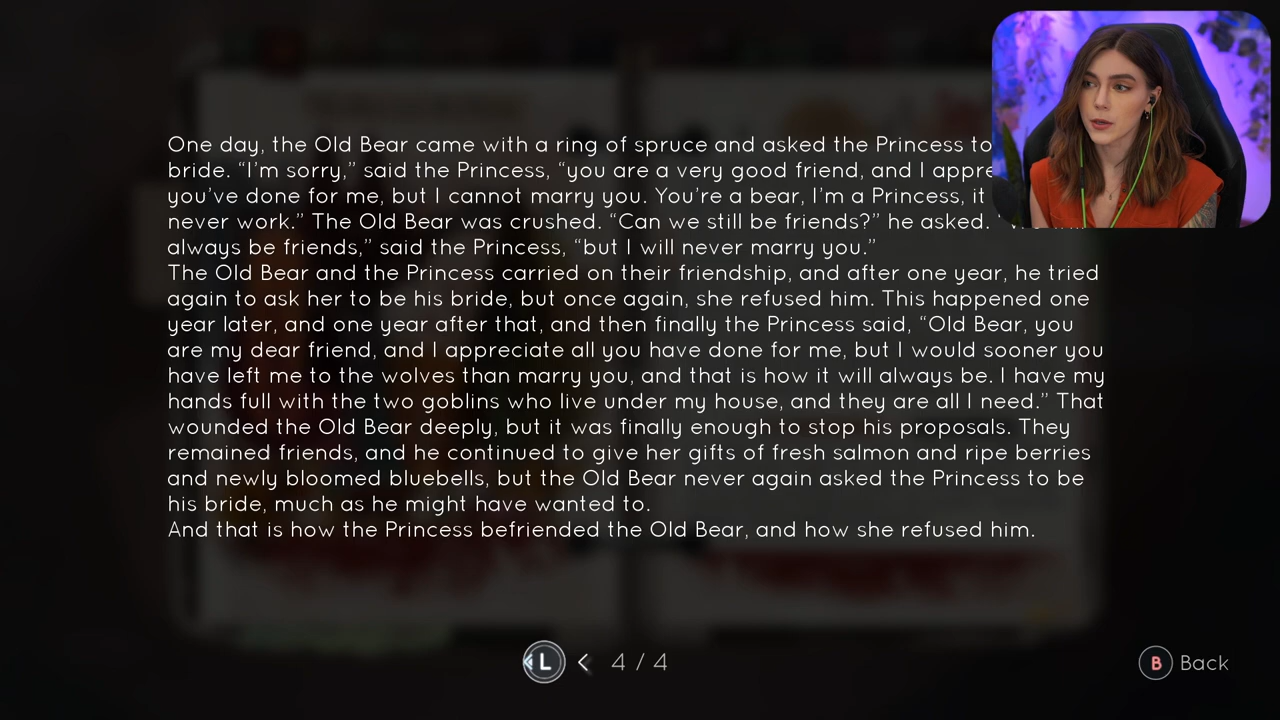 One day, the Old Bear came with a ring of spruce and asked the Princess to
bride. “I’m sorry,” said the Princess, “you are a very good friend, and I
you’ve done for me, but I cannot marry you. You’re a bear, I’m a Princess, it
never work.” The Old Bear was crushed. “Can we still be friends?” he asked.
always be friends,” said the Princess, “but I will never marry you.”
The Old Bear and the Princess carried on their friendship, and after one year, he tried
again to ask her to be his bride, but once again, she refused him. This happened one
year later, and one year after that, and then finally the Princess said, “Old Bear, you
are my dear friend, and I appreciate all you have done for me, but I would sooner you
have left me to the wolves than marry you, and that is how it will always be. I have my
hands full with the two goblins who live under my house, and they are all I need.” That
wounded the Old Bear deeply, but it was finally enough to stop his proposals. They
remained friends, and he continued to give her gifts of fresh salmon and ripe berries
and newly bloomed bluebells, but the Old Bear never again asked the Princess to be
his bride, much as he might have wanted to.
And that is how the Princess befriended the Old Bear, and how she refused him.
L < 4 / 4
B Back